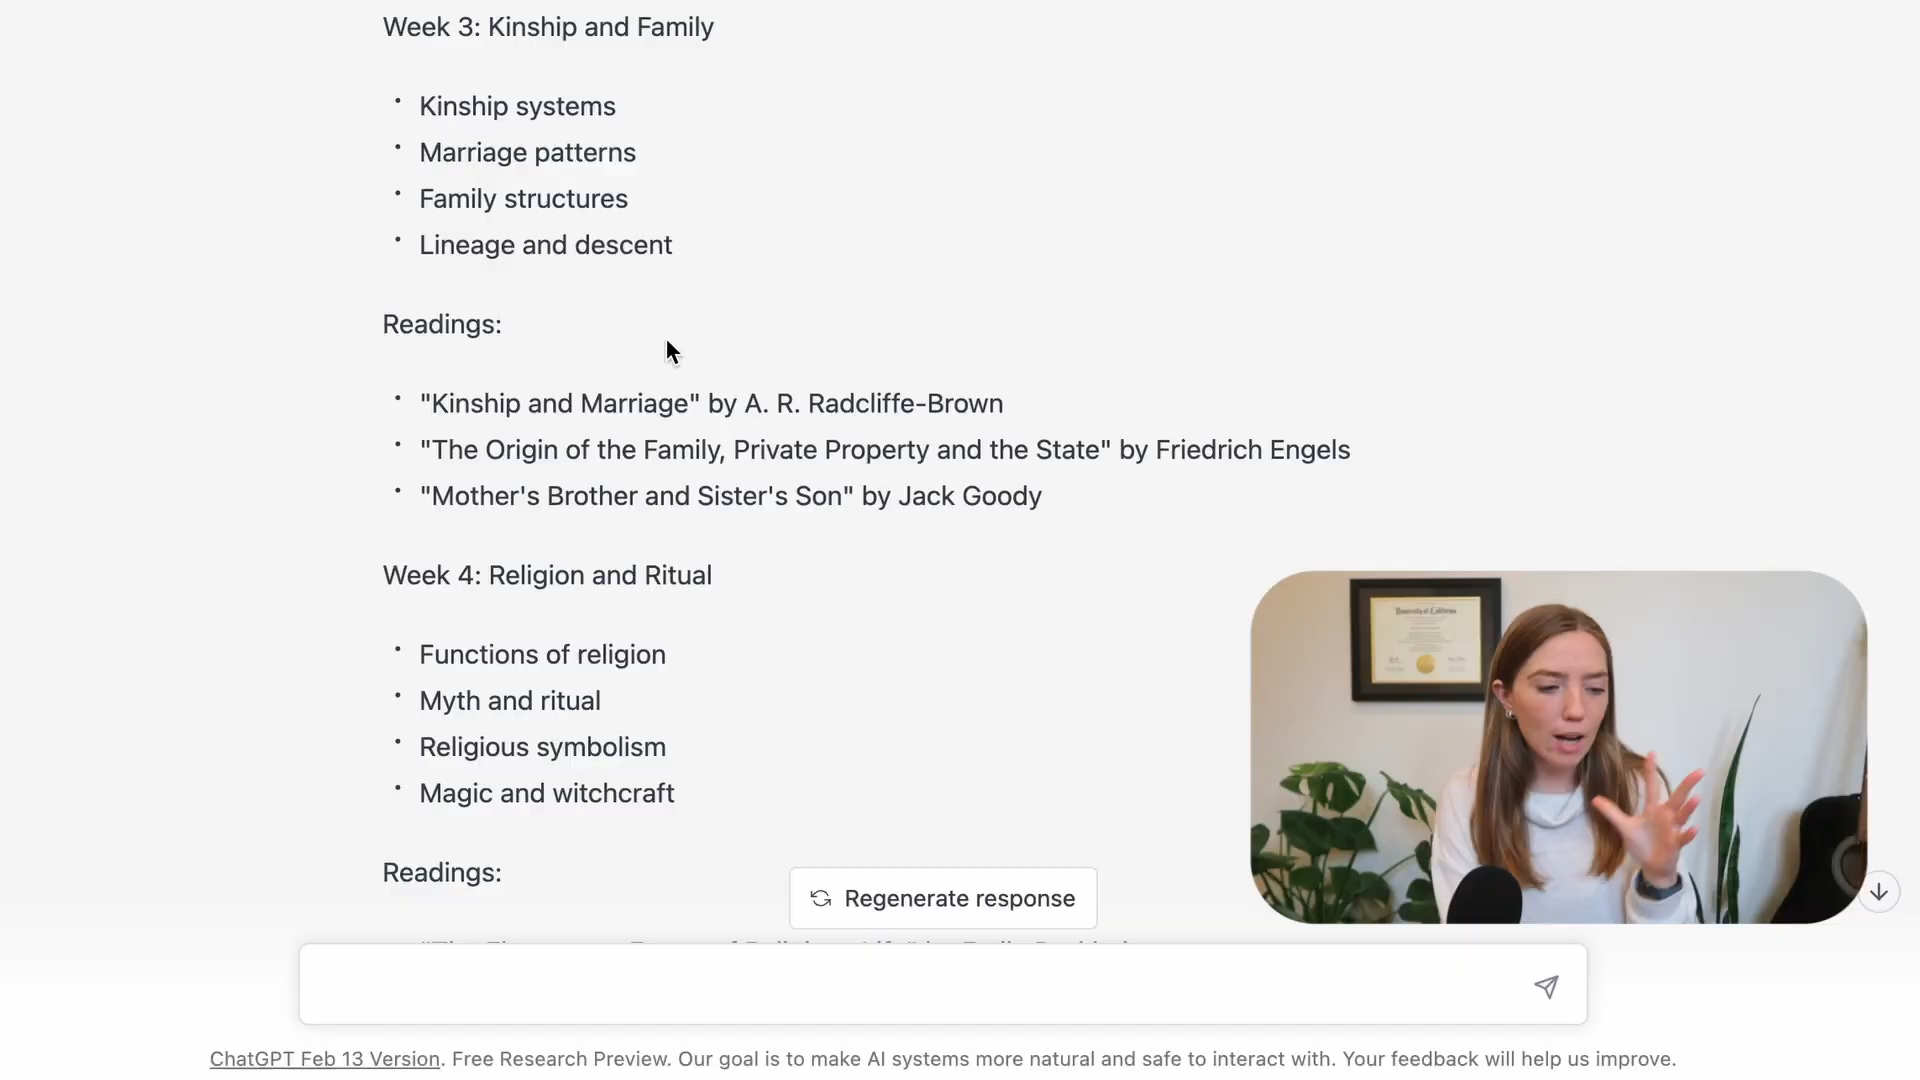 Week 3: Kinship and Family
• Kinship systems
• Marriage patterns
• Family structures
• Lineage and descent
Readings:
• "Kinship and Marriage" by A. R. Radcliffe-Brown
• "The Origin of the Family, Private Property and the State" by Friedrich Engels
• "Mother's Brother and Sister's Son" by Jack Goody
Week 4: Religion and Ritual
• Functions of religion
• Myth and ritual
• Religious symbolism
• Magic and witchcraft
Readings:
University of California
Regenerate response
ChatGPT Feb 13 Version. Free Research Preview. Our goal is to make AI systems more natural and safe to interact with. Your feedback will help us improve.